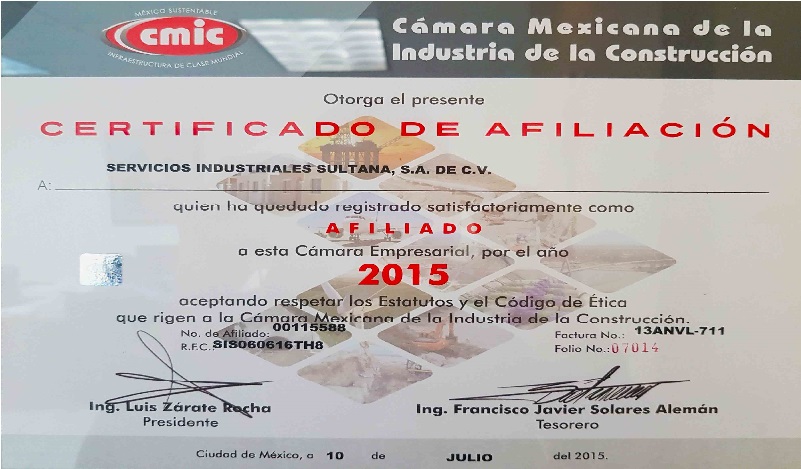 MÉXICO SUSTENTABLE
cmic
INFRAESTRUCTURA DE CLASE MUNDIAL
Cámara Mexicana de la
Industria de la Construcción
Otorga el presente
CERTIFICADO DE AFILIACIÓN
SERVICIOS INDUSTRIALES SULTANA, S.A. DE C.V.
A:
quien ha quedado registrado satisfactoriamente como
AFILIADO
a esta Cámara Empresarial, por el año
2015
aceptando respetar los Estatutos y el Código de Ética
que rigen a la Cámara Mexicana de la Industria de la Construcción.
No. de Afiliado: 00115588
R.F.C.: SIS060616TH8
Factura No.: 13ANVL-711
Folio No.: 07014
Ing. Luis Zárate Rocha
Presidente
Ing. Francisco Javier Solares Alemán
Tesorero
Ciudad de México, a 10 de JULIO del 2015.